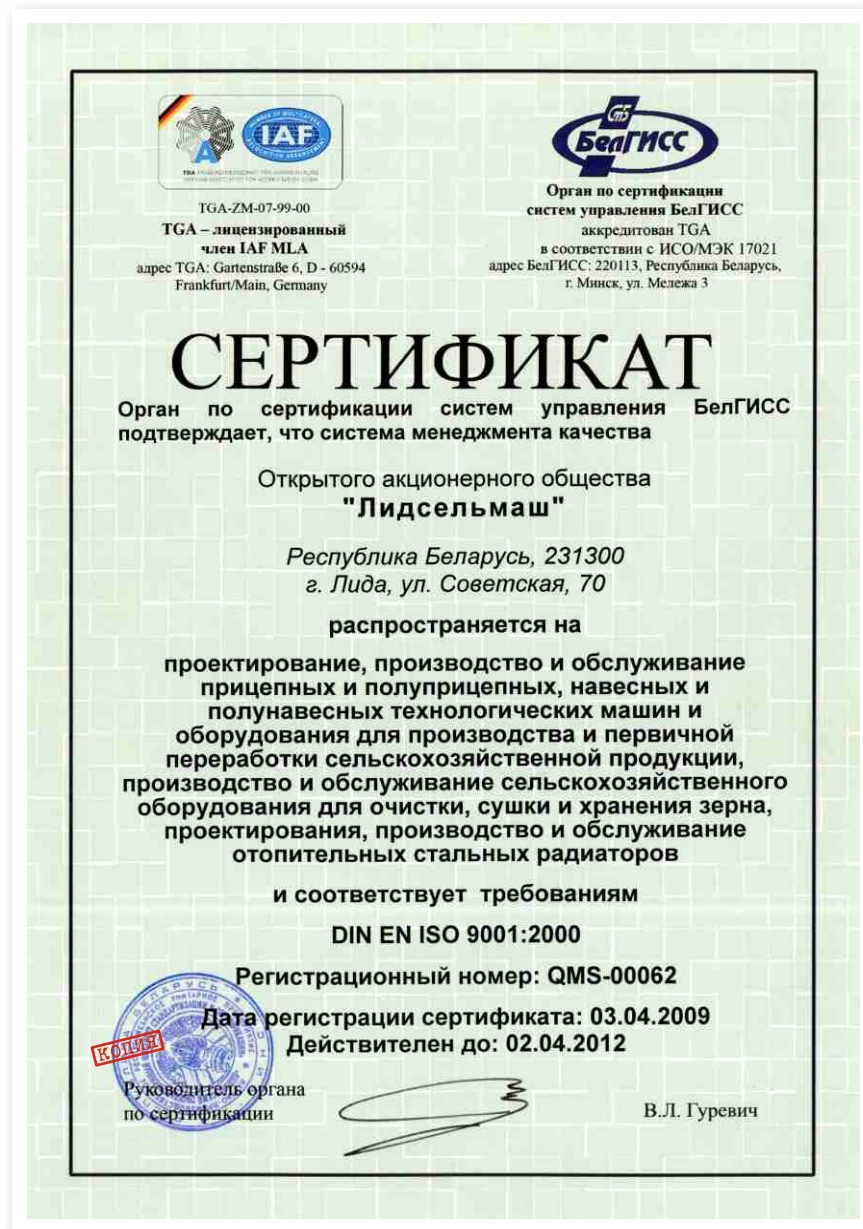 IAF
TGA-ZM-07-99-00
TGA – лицензированный
член IAF MLA
адрес TGA: Gartenstraße 6, D - 60594
Frankfurt/Main, Germany
СТБ
БелГИСС
Орган по сертификации
систем управления БелГИСС
аккредитован TGA
в соответствии с ИСО/МЭК 17021
адрес БелГИСС: 220113, Республика Беларусь,
г. Минск, ул. Мележа 3
СЕРТИФИКАТ
Орган по сертификации систем управления БелГИСС
подтверждает, что система менеджмента качества
Открытого акционерного общества
"Лидсельмаш"
Республика Беларусь, 231300
г. Лида, ул. Советская, 70
распространяется на
проектирование, производство и обслуживание
прицепных и полуприцепных, навесных и
полунавесных технологических машин и
оборудования для производства и первичной
переработки сельскохозяйственной продукции,
производство и обслуживание сельскохозяйственного
оборудования для очистки, сушки и хранения зерна,
проектирования, производство и обслуживание
отопительных стальных радиаторов
и соответствует требованиям
DIN EN ISO 9001:2000
Регистрационный номер: QMS-00062
Дата регистрации сертификата: 03.04.2009
Действителен до: 02.04.2012
КОПИЯ
Руководитель органа
по сертификации
В.Л. Гуревич